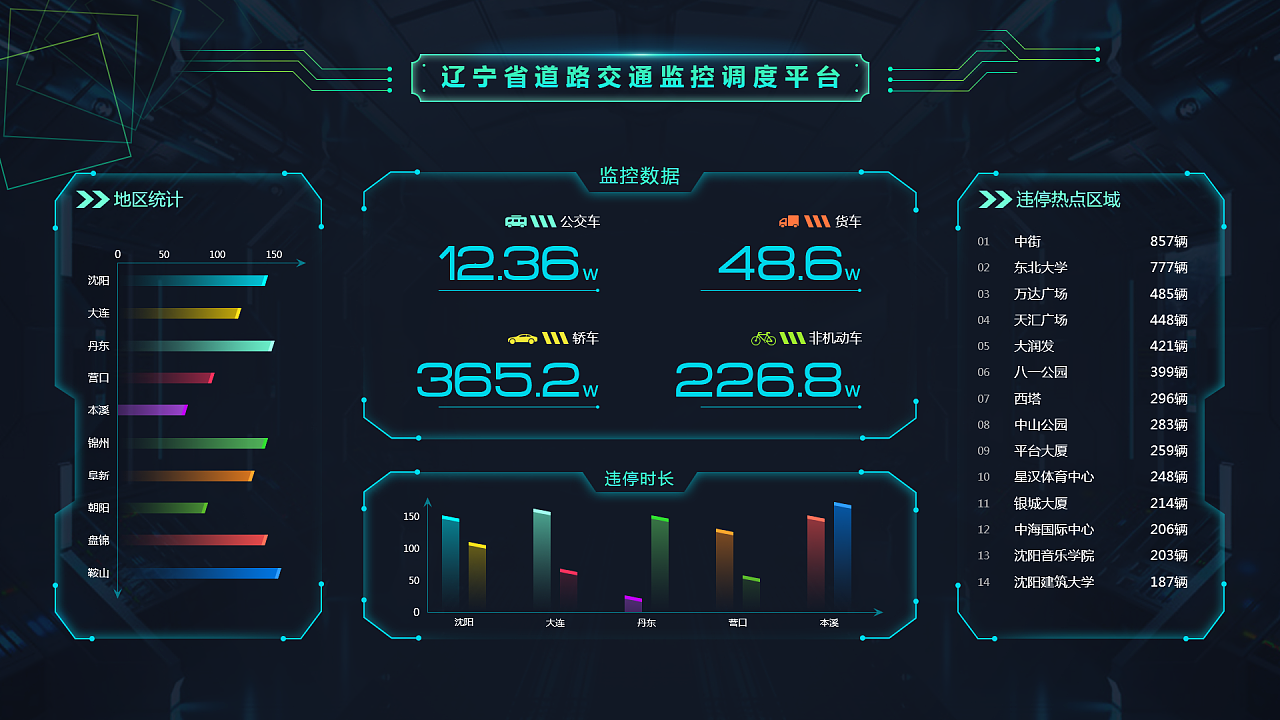 辽宁省道路交通监控调度平台
地区统计
0 50 100 150
沈阳
大连
丹东
营口
本溪
锦州
阜新
朝阳
盘锦
鞍山
监控数据
公交车
12.36w
货车
48.6w
轿车
365.2w
非机动车
226.8w
违停时长
150
100
50
0
沈阳 大连 丹东 营口 本溪
违停热点区域
01 中街 857辆
02 东北大学 777辆
03 万达广场 485辆
04 天汇广场 448辆
05 大润发 421辆
06 八一公园 399辆
07 西塔 296辆
08 中山公园 283辆
09 平台大厦 259辆
10 星汉体育中心 248辆
11 银城大厦 214辆
12 中海国际中心 206辆
13 沈阳音乐学院 203辆
14 沈阳建筑大学 187辆